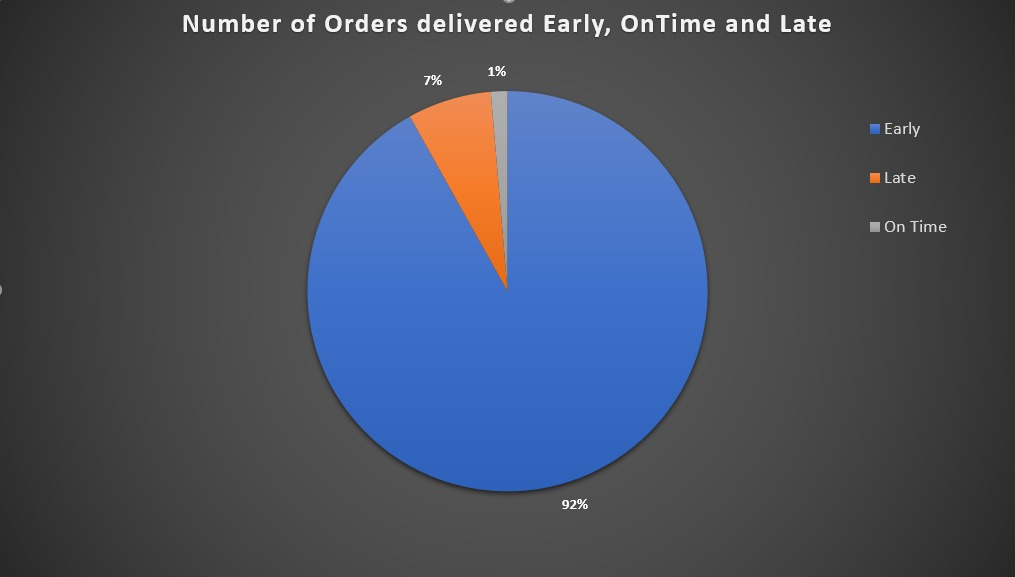 Number of Orders delivered Early, OnTime and Late
1%
7%
Early
Late
On Time
92%